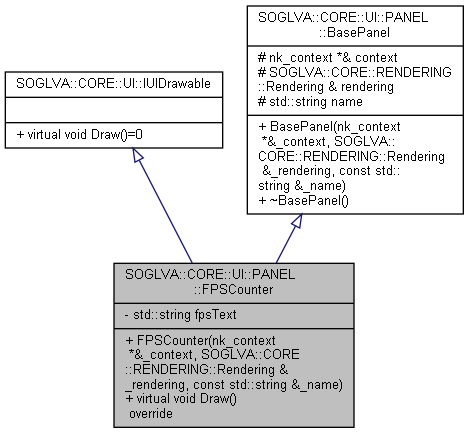 SOGLVA::CORE::UI::PANEL
::BasePanel
# nk_context *& context
# SOGLVA::CORE::RENDERING
::Rendering & rendering
# std::string name
+ BasePanel(nk_context
*&_context, SOGLVA::
CORE::RENDERING::Rendering
&_rendering, const std::
string &_name)
+ ~BasePanel()
SOGLVA::CORE::UI::IUIDrawable
+ virtual void Draw()=0
SOGLVA::CORE::UI::PANEL
::FPSCounter
- std::string fpsText
+ FPSCounter(nk_context
*&_context, SOGLVA::CORE
::RENDERING::Rendering &
_rendering, const std::string &_name)
+ virtual void Draw()
override